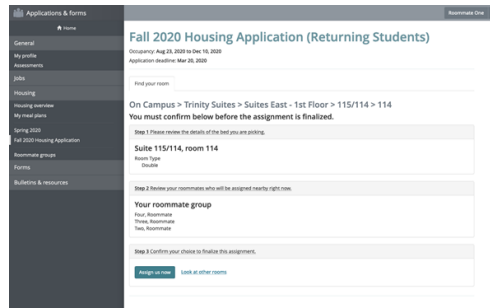 Applications & forms
Roommate One
Home
General
My profile
Assessments
Jobs
Housing
Housing overview
My meal plans
Spring 2020
Fall 2020 Housing Application
Roommate groups
Forms
Bulletins & resources
Fall 2020 Housing Application (Returning Students)
Occupancy: Aug 23, 2020 to Dec 10, 2020
Application deadline: Mar 20, 2020
Find your room
On Campus > Trinity Suites > Suites East - 1st Floor > 115/114 > 114
You must confirm below before the assignment is finalized.
Step 1 Please review the details of the bed you are picking.
Suite 115/114, room 114
Room Type
Double
Step 2 Review your roommates who will be assigned nearby right now.
Your roommate group
Four, Roommate
Three, Roommate
Two, Roommate
Step 3 Confirm your choice to finalize this assignment.
Assign us now
Look at other rooms